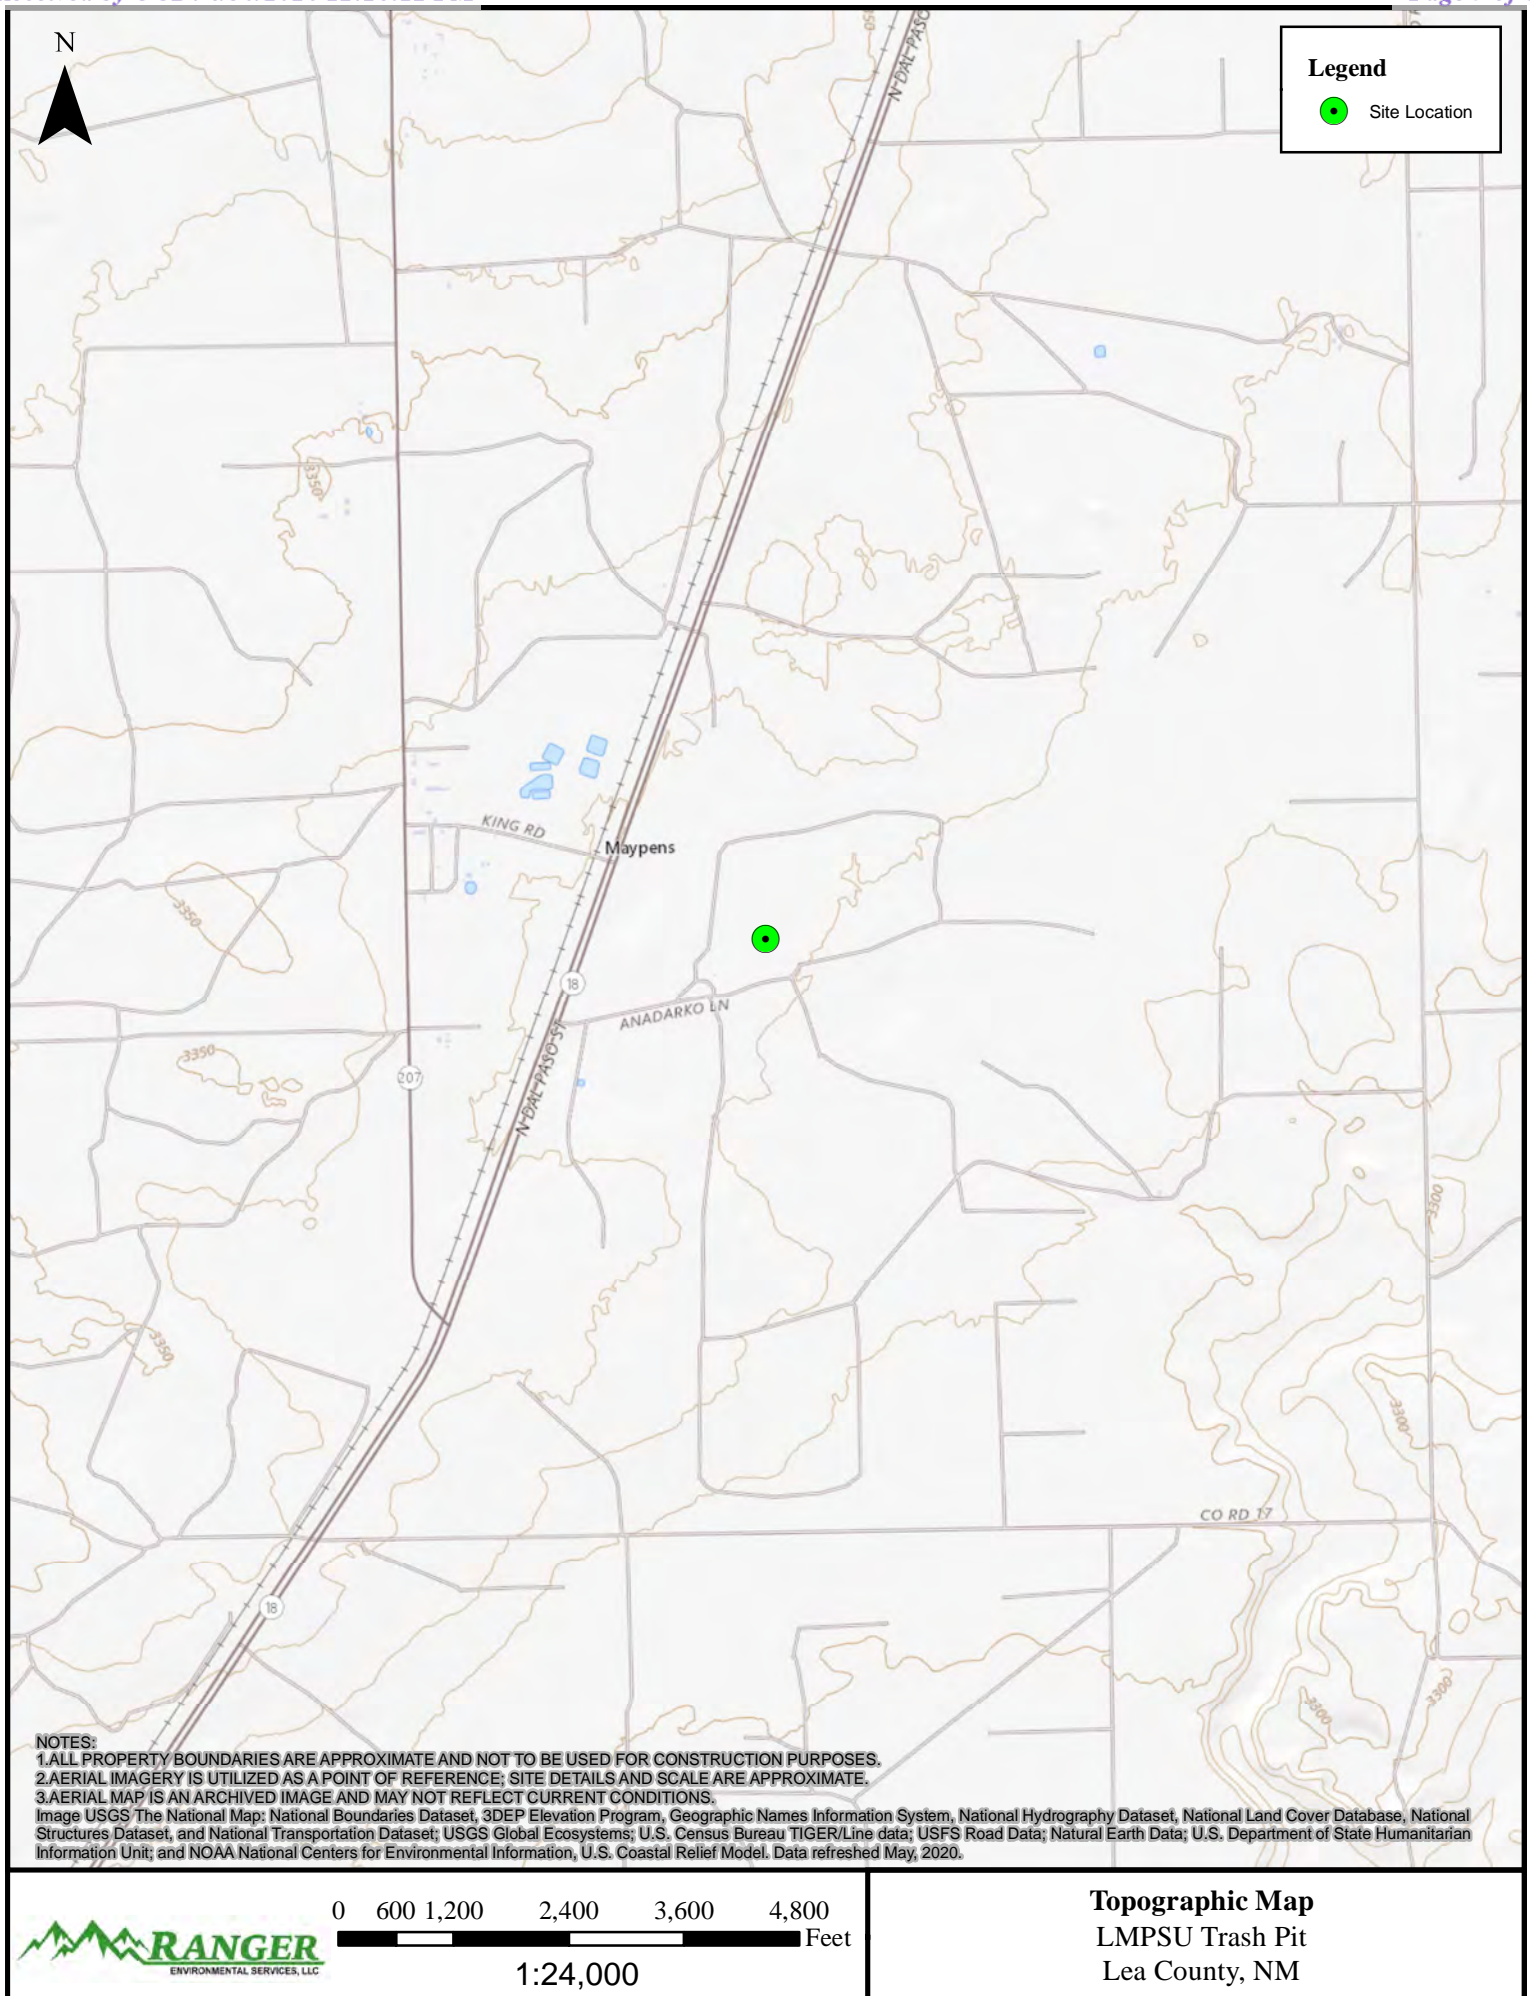 N
Legend
Site Location
N DAL PASO
3350
KING RD
Maypens
3350
18
ANADARKO LN
N DAL PASO ST
3350
207
3300
3350
3300
CO RD 17
18
3300
3300
NOTES:
1.ALL PROPERTY BOUNDARIES ARE APPROXIMATE AND NOT TO BE USED FOR CONSTRUCTION PURPOSES.
2.AERIAL IMAGERY IS UTILIZED AS A POINT OF REFERENCE; SITE DETAILS AND SCALE ARE APPROXIMATE.
3.AERIAL MAP IS AN ARCHIVED IMAGE AND MAY NOT REFLECT CURRENT CONDITIONS.
Image USGS The National Map: National Boundaries Dataset, 3DEP Elevation Program, Geographic Names Information System, National Hydrography Dataset, National Land Cover Database, National
Structures Dataset, and National Transportation Dataset; USGS Global Ecosystems; U.S. Census Bureau TIGER/Line data; USFS Road Data; Natural Earth Data; U.S. Department of State Humanitarian
Information Unit; and NOAA National Centers for Environmental Information, U.S. Coastal Relief Model. Data refreshed May, 2020.
RANGER
ENVIRONMENTAL SERVICES, LLC
0 600 1,200 2,400 3,600 4,800
Feet
1:24,000
Topographic Map
LMPSU Trash Pit
Lea County, NM